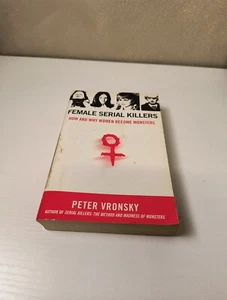 FEMALE SERIAL KILLERS
HOW AND WHY WOMEN BECOME MONSTERS
PETER VRONSKY
AUTHOR OF SERIAL KILLERS: THE METHOD AND MADNESS OF MONSTERS